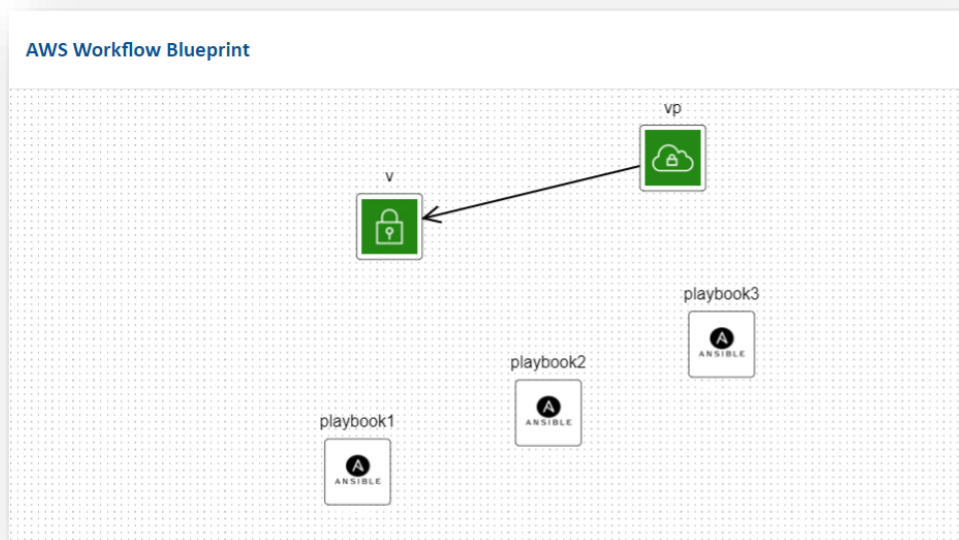 AWS Workflow Blueprint
vp
v
playbook3
ANSIBLE
playbook2
ANSIBLE
playbook1
ANSIBLE